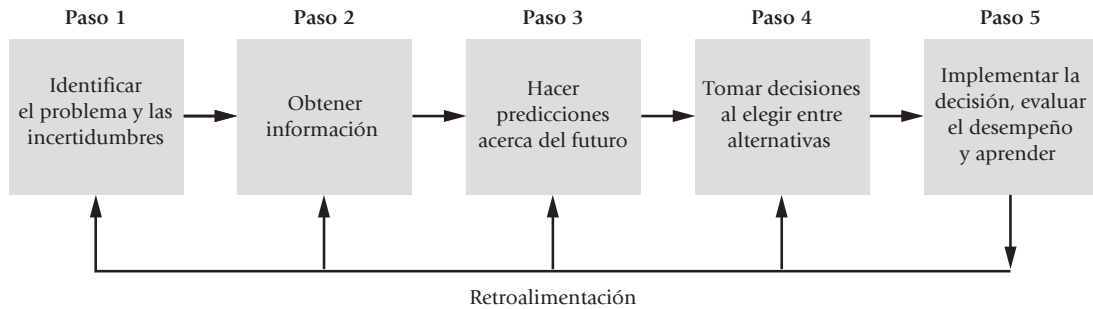 Paso 1
Paso 2
Paso 3
Paso 4
Paso 5
Identificar
el problema y las
incertidumbres
Obtener
información
Hacer
predicciones
acerca del futuro
Tomar decisiones
al elegir entre
alternativas
Implementar la
decisión, evaluar
el desempeño
y aprender
Retroalimentación